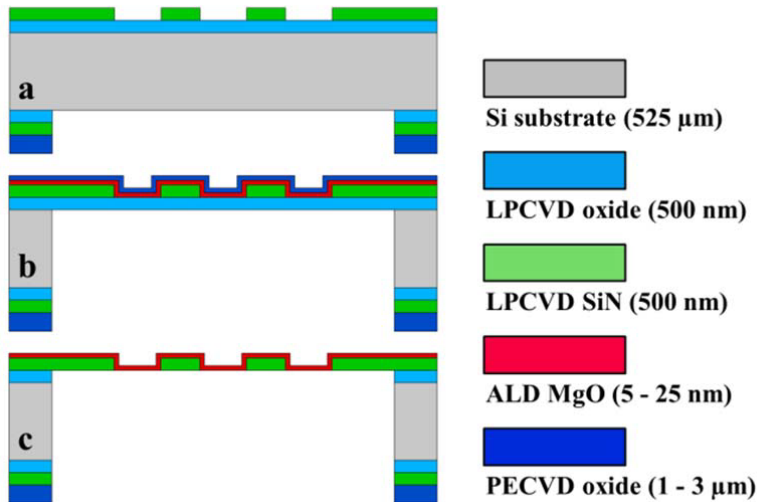 a
Si substrate (525 µm)
LPCVD oxide (500 nm)
b
LPCVD SiN (500 nm)
ALD MgO (5 - 25 nm)
c
PECVD oxide (1 - 3 µm)